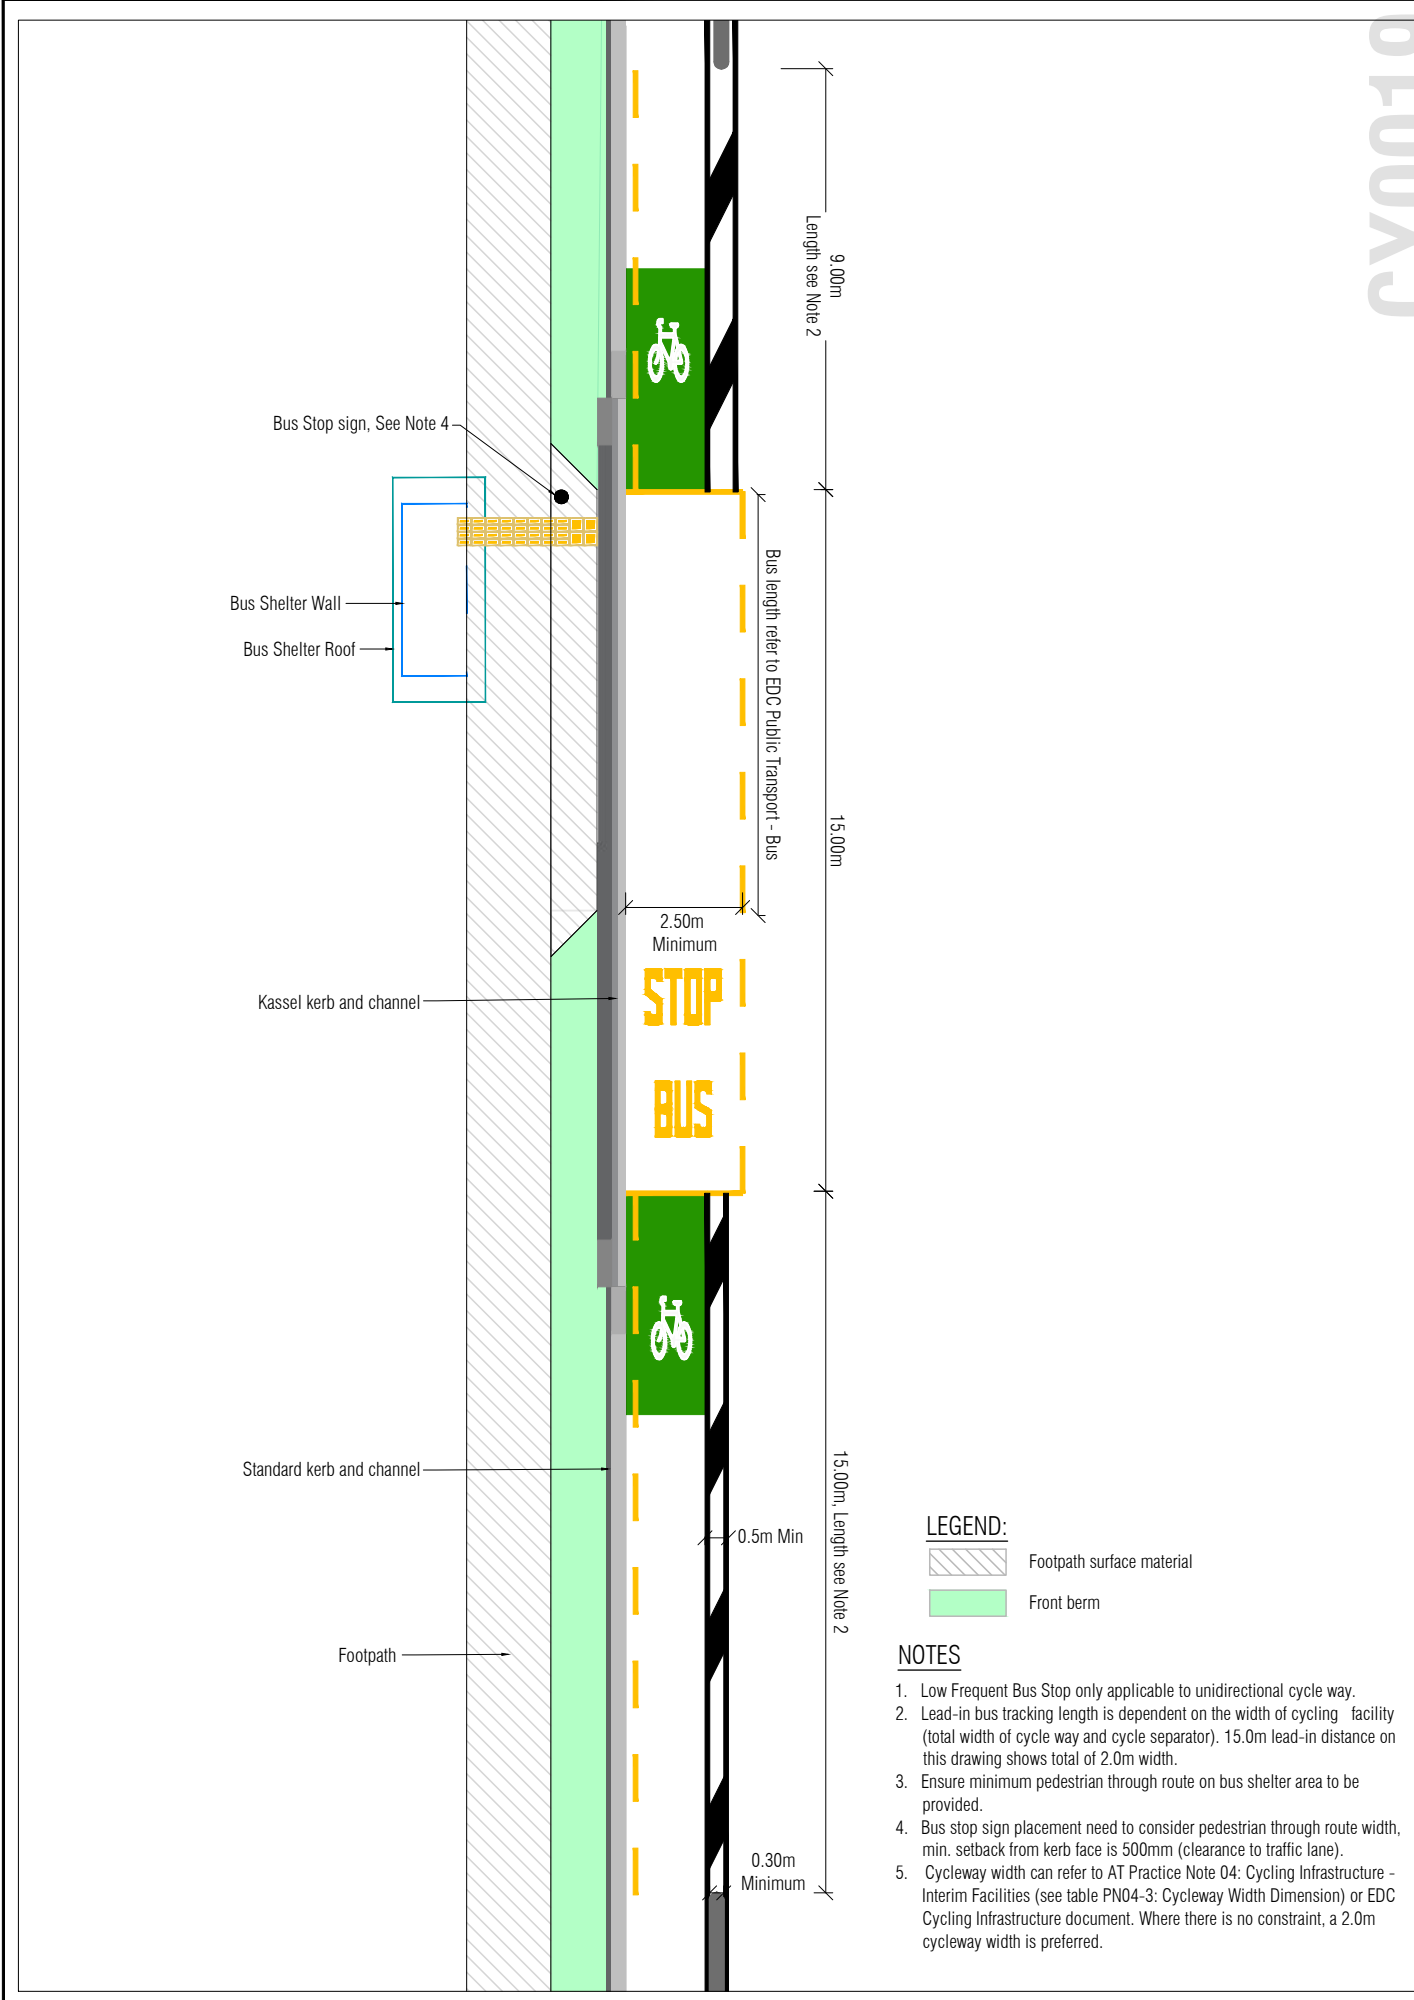 CY0019
9.00m
Length see Note 2
Bus Stop sign, See Note 4
Bus length refer to EDC Public Transport - Bus
Bus Shelter Wall
Bus Shelter Roof
15.00m
2.50m
Minimum
STOP
BUS
Kassel kerb and channel
Standard kerb and channel
0.5m Min
15.00m, Length see Note 2
Footpath
0.30m
Minimum
LEGEND:
Footpath surface material
Front berm
NOTES
1. Low Frequent Bus Stop only applicable to unidirectional cycle way.
2. Lead-in bus tracking length is dependent on the width of cycling facility
(total width of cycle way and cycle separator). 15.0m lead-in distance on
this drawing shows total of 2.0m width.
3. Ensure minimum pedestrian through route on bus shelter area to be
provided.
4. Bus stop sign placement need to consider pedestrian through route width,
min. setback from kerb face is 500mm (clearance to traffic lane).
5. Cycleway width can refer to AT Practice Note 04: Cycling Infrastructure -
Interim Facilities (see table PN04-3: Cycleway Width Dimension) or EDC
Cycling Infrastructure document. Where there is no constraint, a 2.0m
cycleway width is preferred.